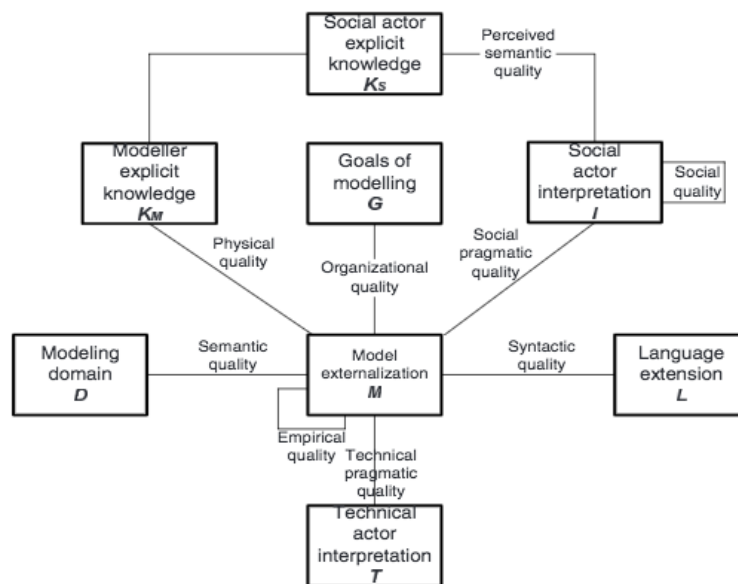 Social actor
explicit
knowledge
Ks
Perceived
semantic
quality
Modeller
explicit
knowledge
KM
Goals of
modelling
G
Social
actor
interpretation
I
Social
quality
Physical
quality
Organizational
quality
Social
pragmatic
quality
Modeling
domain
D
Semantic
quality
Model
externalization
M
Syntactic
quality
Language
extension
L
Empirical
quality
Technical
pragmatic
quality
Technical
actor
interpretation
T